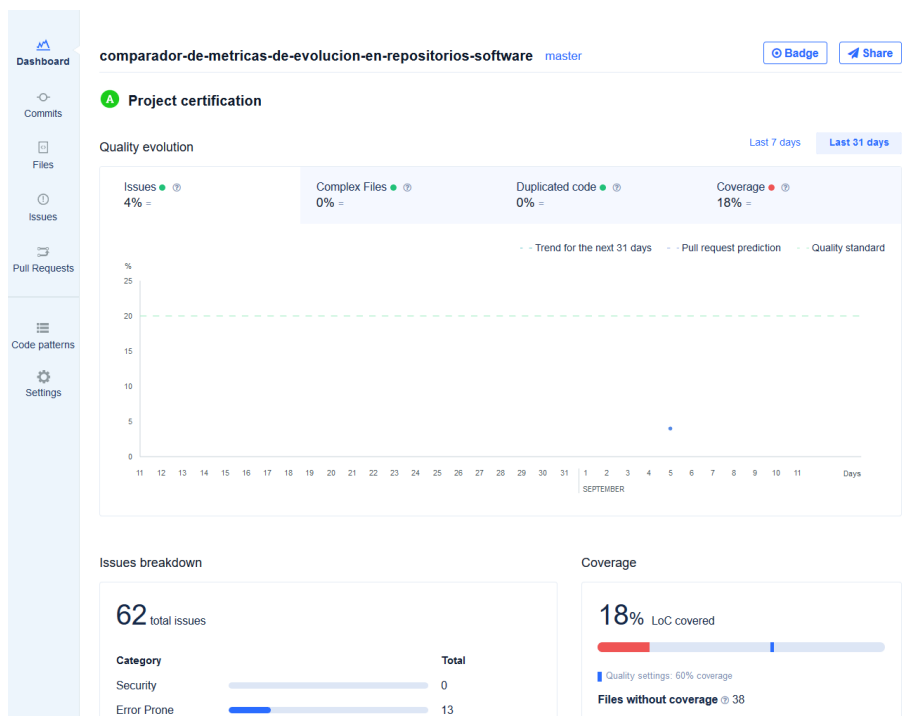 Dashboard
Commits
Files
Issues
Pull Requests
Code patterns
Settings
comparador-de-metricas-de-evolucion-en-repositorios-software master
Badge
Share
A Project certification
Quality evolution
Last 7 days
Last 31 days
Issues
4% =
Complex Files
0% =
Duplicated code
0% =
Coverage
18% =
Trend for the next 31 days
Pull request prediction
Quality standard
%
25
20
15
10
5
0
11 12 13 14 15 16 17 18 19 20 21 22 23 24 25 26 27 28 29 30 31 1 2 3 4 5 6 7 8 9 10 11 Days
SEPTEMBER
Issues breakdown
62 total issues
Category Total
Security 0
Error Prone 13
Coverage
18% LoC covered
Quality settings: 60% coverage
Files without coverage 38